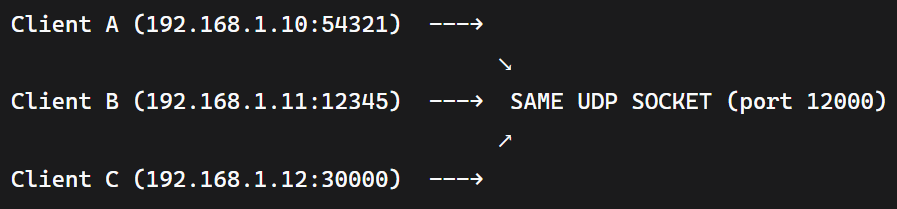 Client A (192.168.1.10:54321)  ---→
↘
Client B (192.168.1.11:12345)  ---→  SAME UDP SOCKET (port 12000)
↗
Client C (192.168.1.12:30000)  ---→